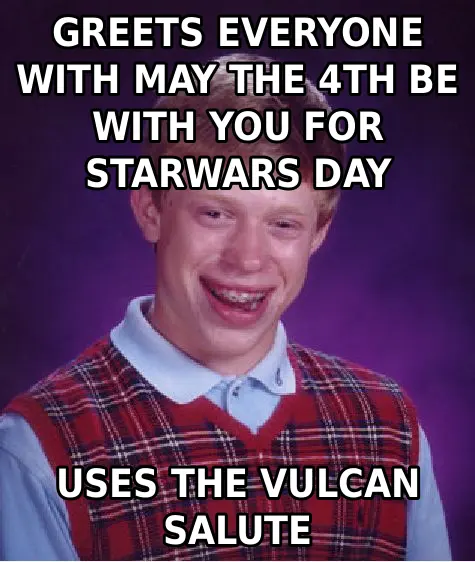 GREETS EVERYONE
WITH MAY THE 4TH BE
WITH YOU FOR
STARWARS DAY
USES THE VULCAN
SALUTE